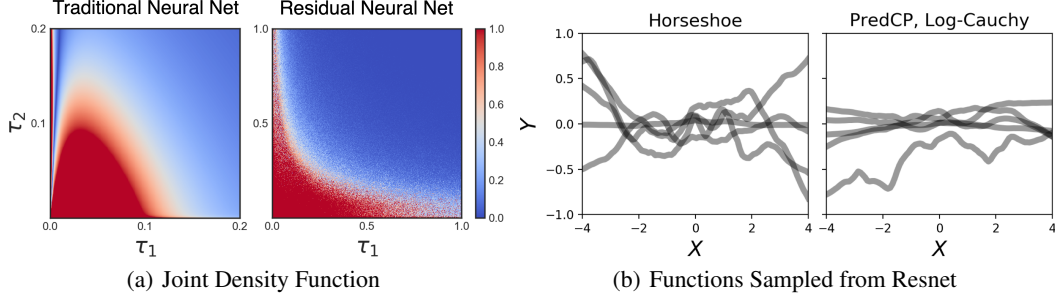 Traditional Neural Net
Residual Neural Net
0.2
0.1
τ2
0.0
0.1
0.2
τ1
1.0
0.5
0.0
0.5
1.0
τ1
1.0
0.8
0.6
0.4
0.2
0.0
(a) Joint Density Function
Horseshoe
PredCP, Log-Cauchy
1.0
0.5
0.0
−0.5
−1.0
Y
−4
−2
0
2
4
X
−4
−2
0
2
4
X
(b) Functions Sampled from Resnet